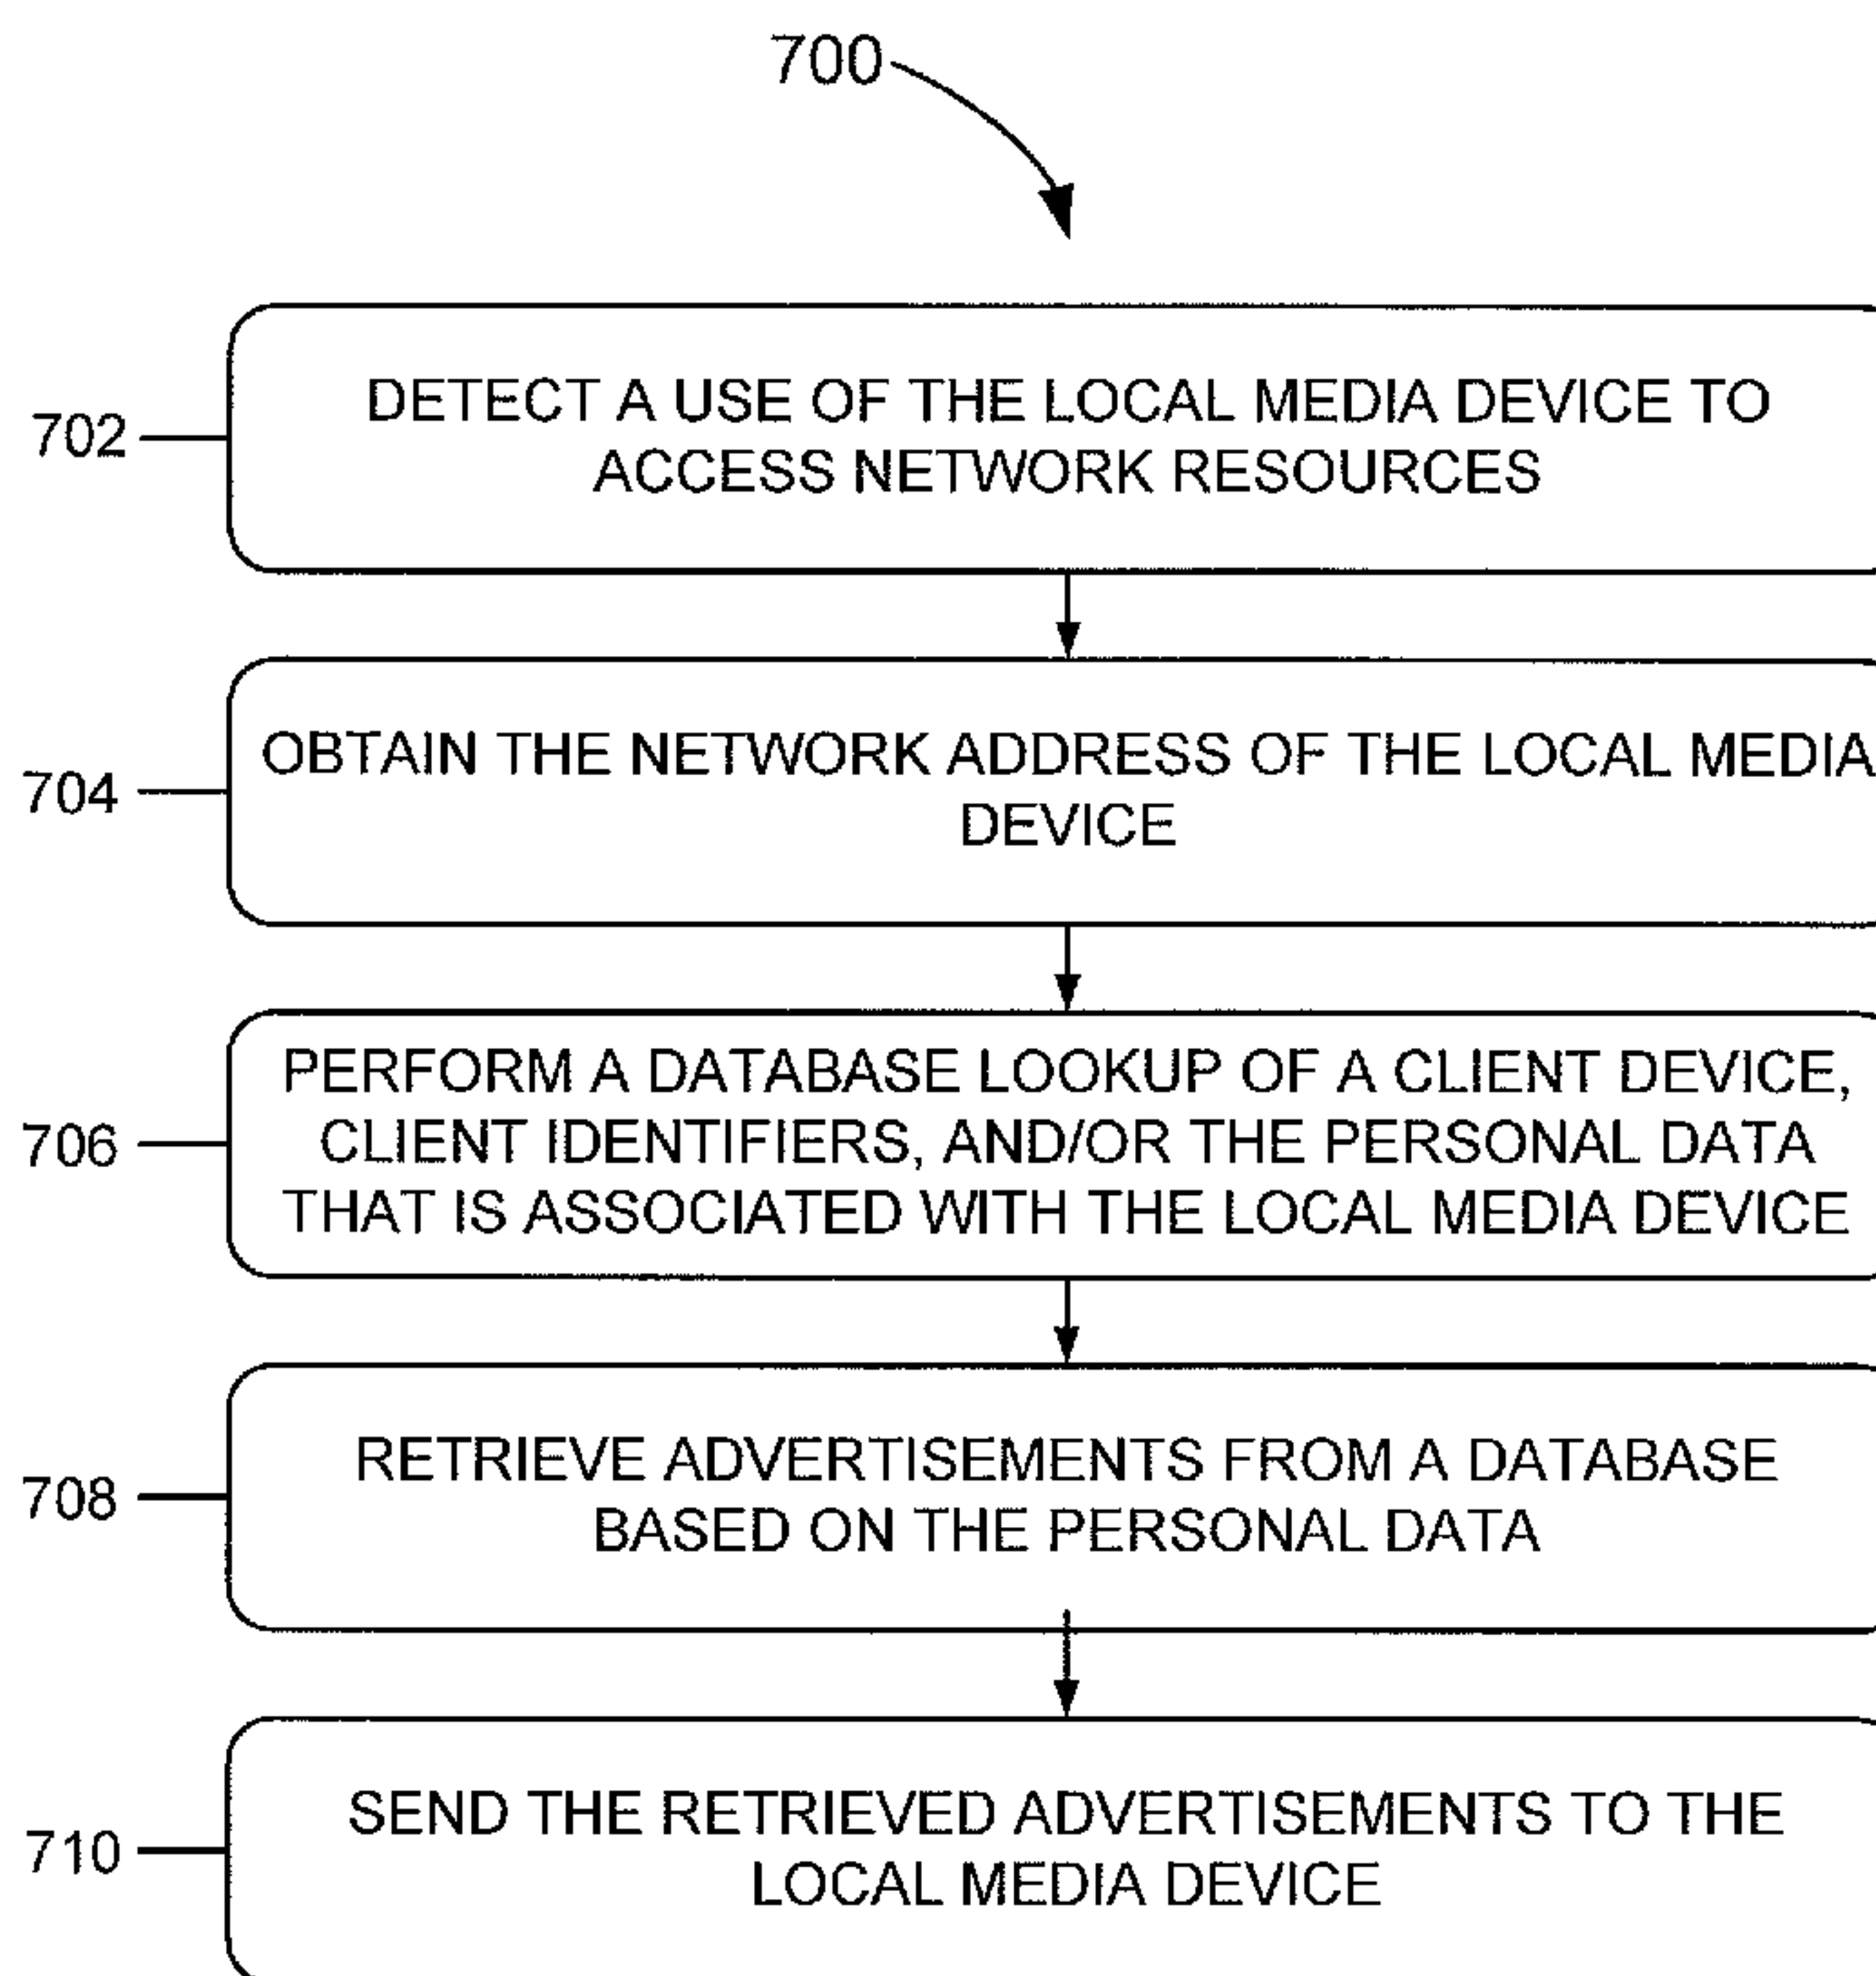 700
702
DETECT A USE OF THE LOCAL MEDIA DEVICE TO
ACCESS NETWORK RESOURCES
704
OBTAIN THE NETWORK ADDRESS OF THE LOCAL MEDIA
DEVICE
706
PERFORM A DATABASE LOOKUP OF A CLIENT DEVICE,
CLIENT IDENTIFIERS, AND/OR THE PERSONAL DATA
THAT IS ASSOCIATED WITH THE LOCAL MEDIA DEVICE
708
RETRIEVE ADVERTISEMENTS FROM A DATABASE
BASED ON THE PERSONAL DATA
710
SEND THE RETRIEVED ADVERTISEMENTS TO THE
LOCAL MEDIA DEVICE